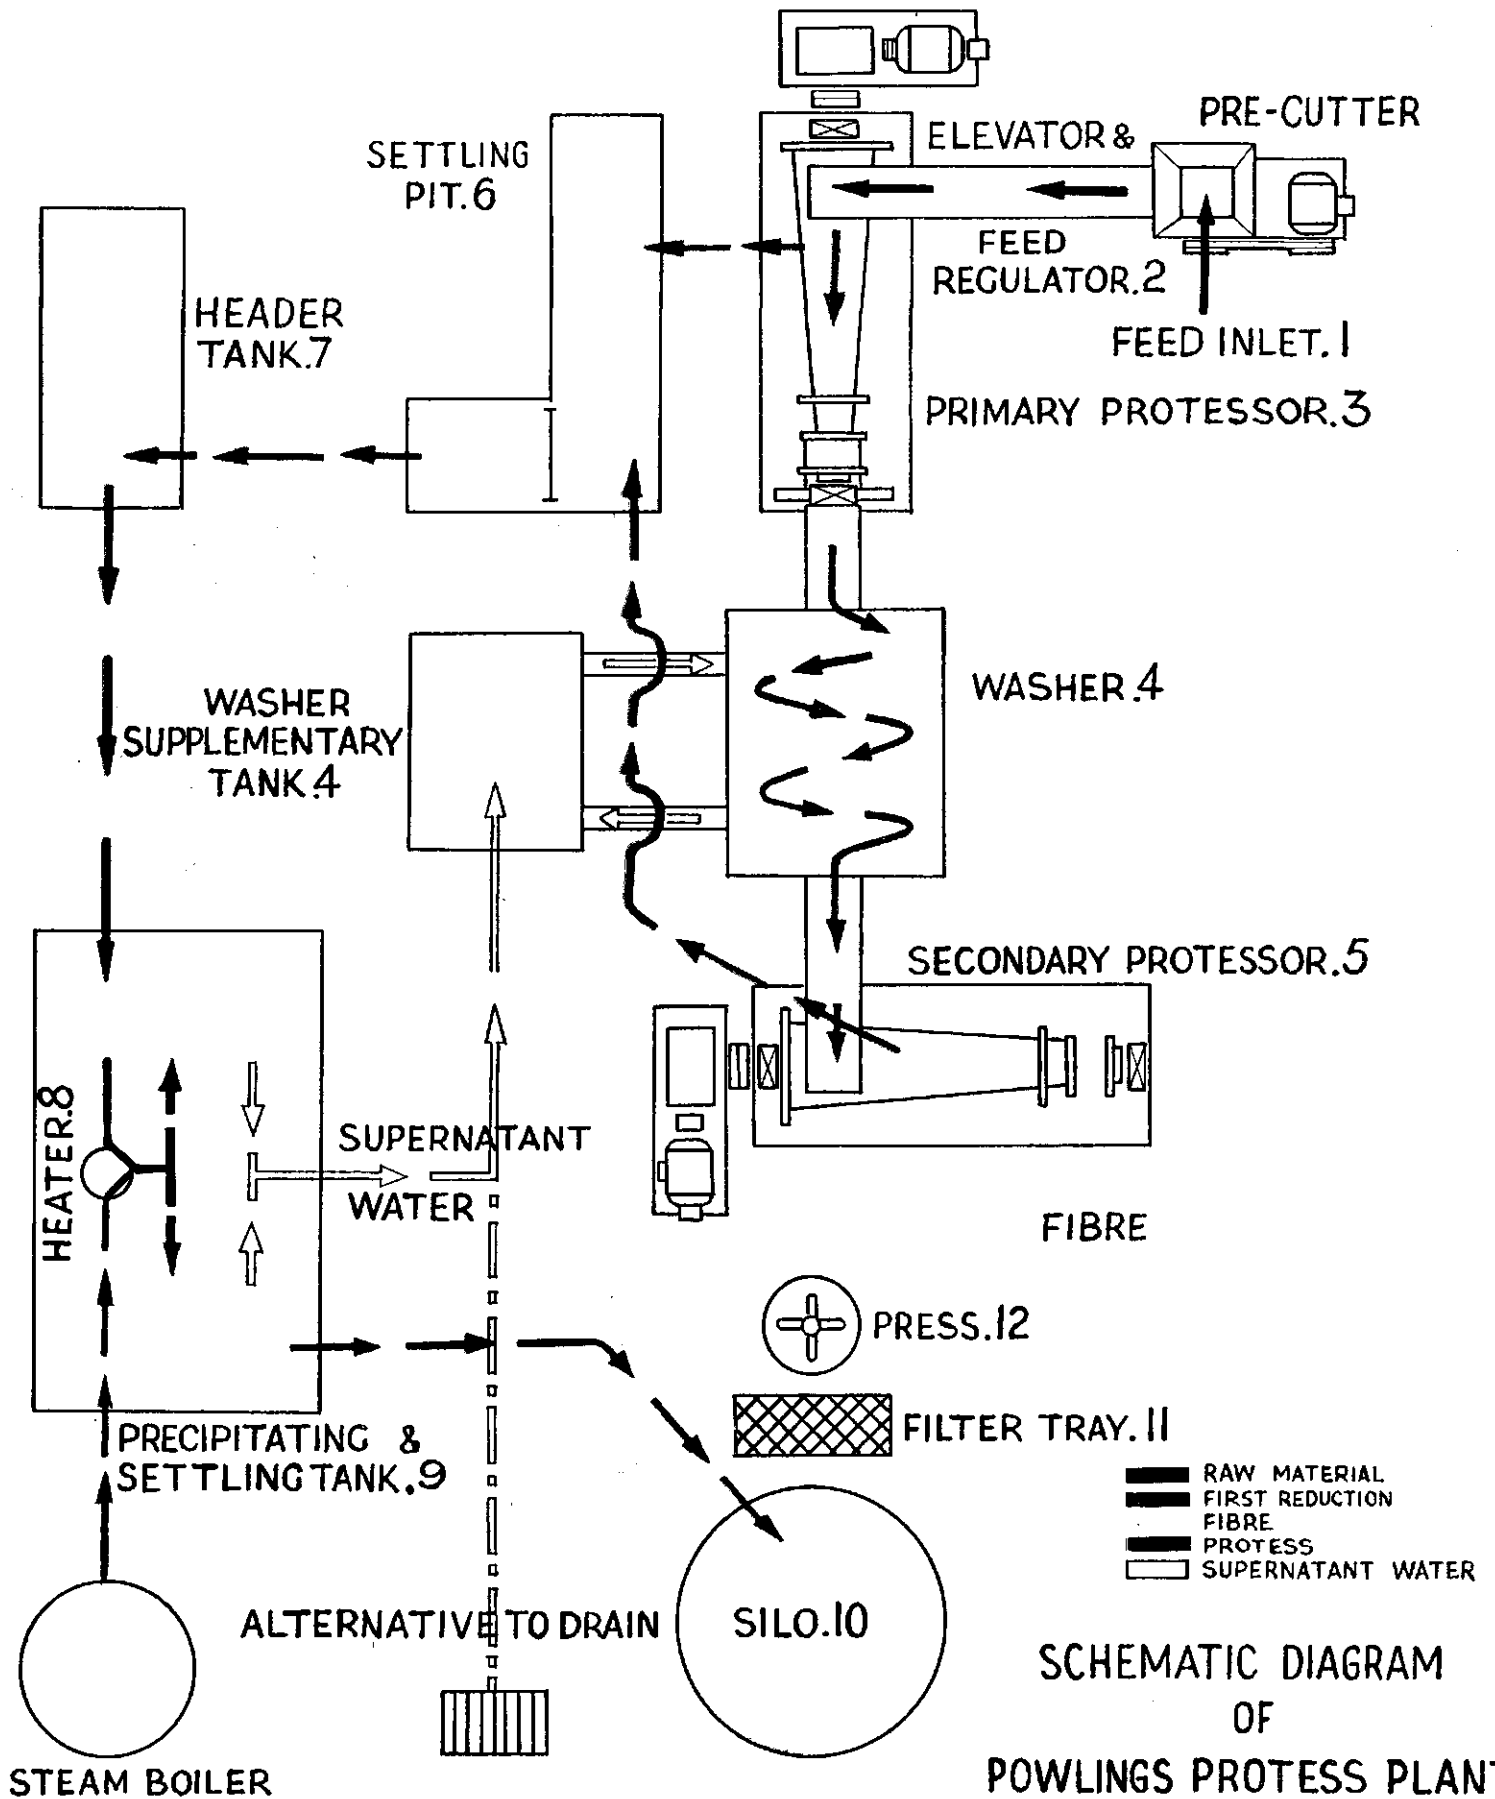 PRE-CUTTER
ELEVATOR &
SETTLING
PIT.6
FEED
REGULATOR.2
HEADER
TANK.7
FEED INLET.1
PRIMARY PROTESSOR.3
WASHER.4
WASHER
SUPPLEMENTARY
TANK.4
SECONDARY PROTESSOR.5
HEATER.8
SUPERNATANT
WATER
FIBRE
PRESS.12
FILTER TRAY.11
PRECIPITATING &
SETTLING TANK.9
RAW MATERIAL
FIRST REDUCTION
FIBRE
PROTESS
SUPERNATANT WATER
ALTERNATIVE TO DRAIN
SILO.10
STEAM BOILER
SCHEMATIC DIAGRAM
OF
POWLINGS PROTESS PLANT